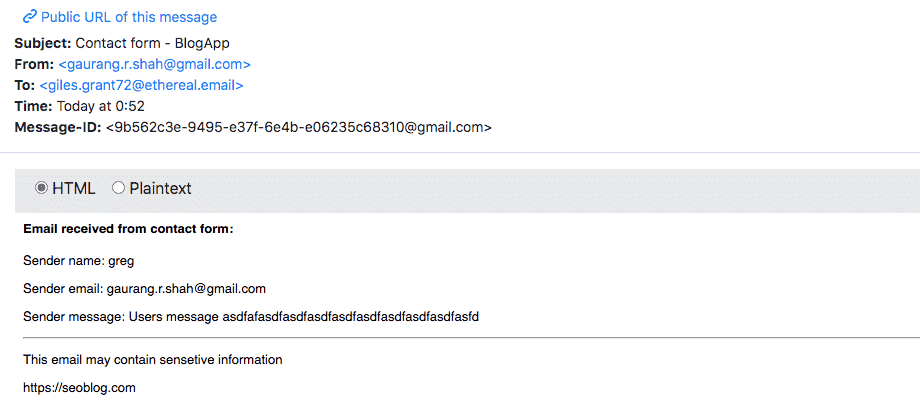 Public URL of this message
Subject: Contact form - BlogApp
From: <gaurang.r.shah@gmail.com>
To: <giles.grant72@ethereal.email>
Time: Today at 0:52
Message-ID: <9b562c3e-9495-e37f-6e4b-e06235c68310@gmail.com>
HTML Plaintext
Email received from contact form:
Sender name: greg
Sender email: gaurang.r.shah@gmail.com
Sender message: Users message asdfafasdfasdfasdfasdfasdfasdfasdfasdfasfd
This email may contain sensetive information
https://seoblog.com